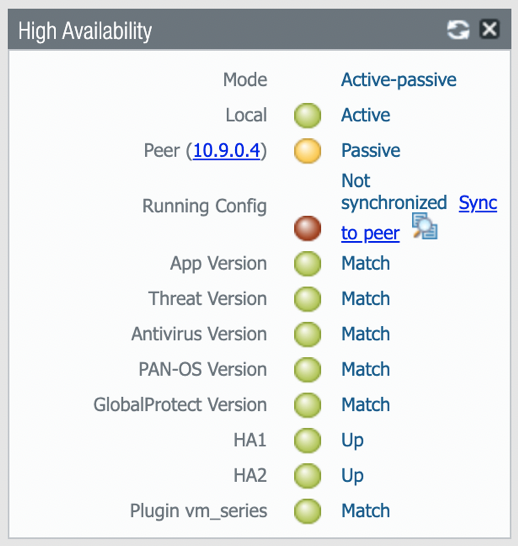 High Availability
Mode Active-passive
Local Active
Peer (10.9.0.4) Passive
Running Config Not
synchronized Sync
to peer
App Version Match
Threat Version Match
Antivirus Version Match
PAN-OS Version Match
GlobalProtect Version Match
HA1 Up
HA2 Up
Plugin vm_series Match